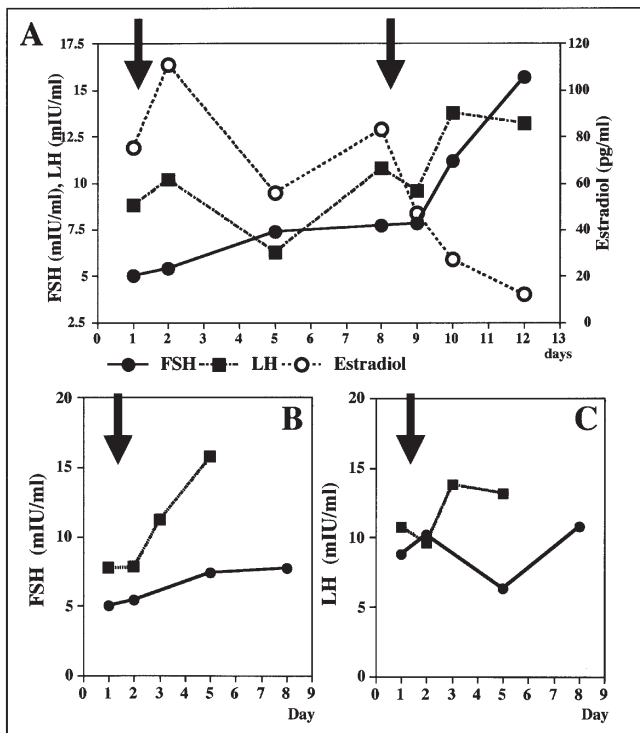 A
17.5
15
12.5
10
7.5
5
2.5
FSH (mIU/ml), LH (mIU/ml)
120
100
80
60
40
20
0
Estradiol (pg/ml)
0 1 2 3 4 5 6 7 8 9 10 11 12 13
days
FSH LH Estradiol
B
20
15
10
5
0
FSH (mIU/ml)
0 1 2 3 4 5 6 7 8 9
Day
C
20
15
10
5
0
LH (mIU/ml)
0 1 2 3 4 5 6 7 8 9
Day